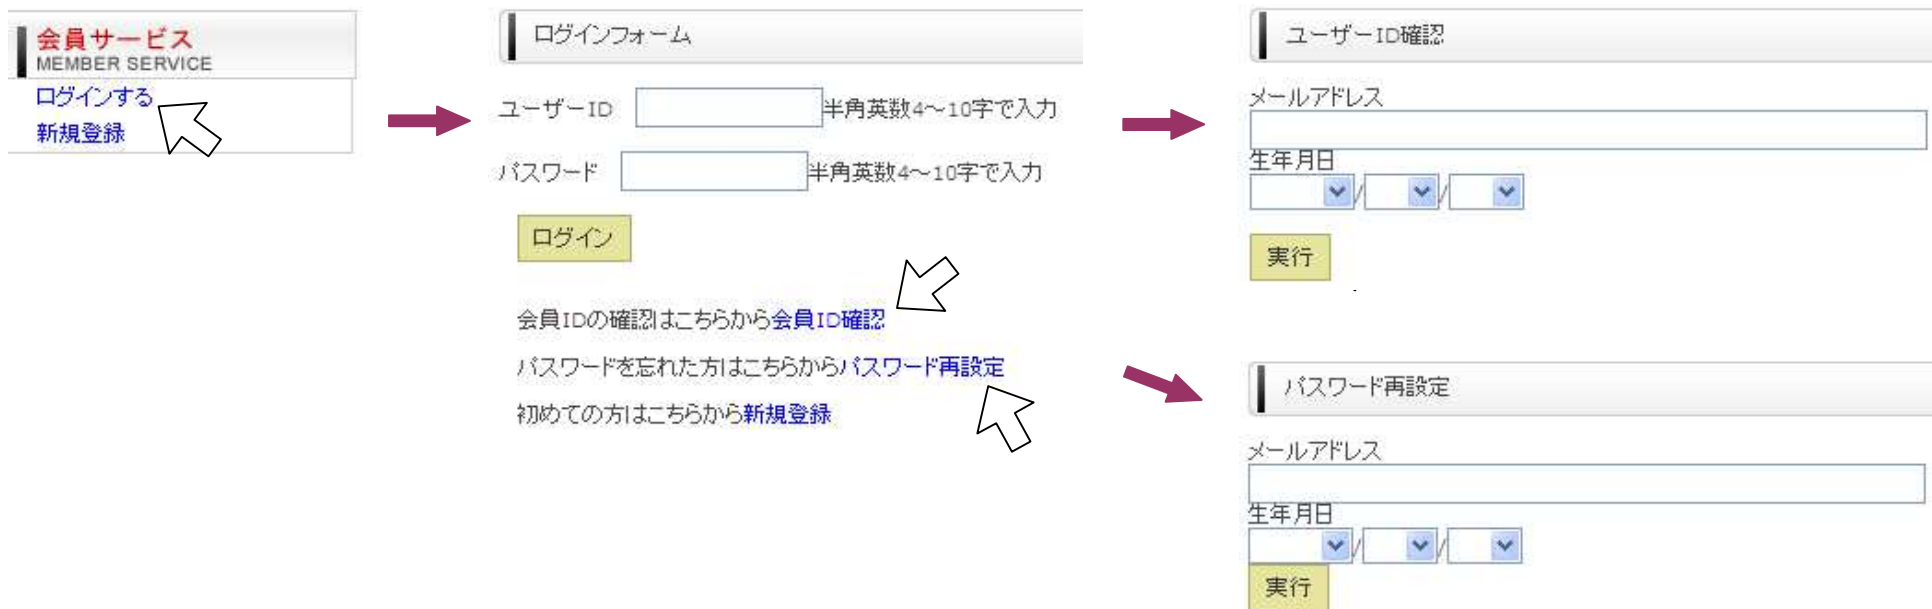 会員サービス
MEMBER SERVICE
ログインする
新規登録
ログインフォーム
ユーザーID 半角英数4～10字で入力
パスワード 半角英数4～10字で入力
ログイン
会員IDの確認はこちらから会員ID確認
パスワードを忘れた方はこちらからパスワード再設定
初めての方はこちらから新規登録
ユーザーID確認
メールアドレス
生年月日
/ /
実行
パスワード再設定
メールアドレス
生年月日
/ /
実行